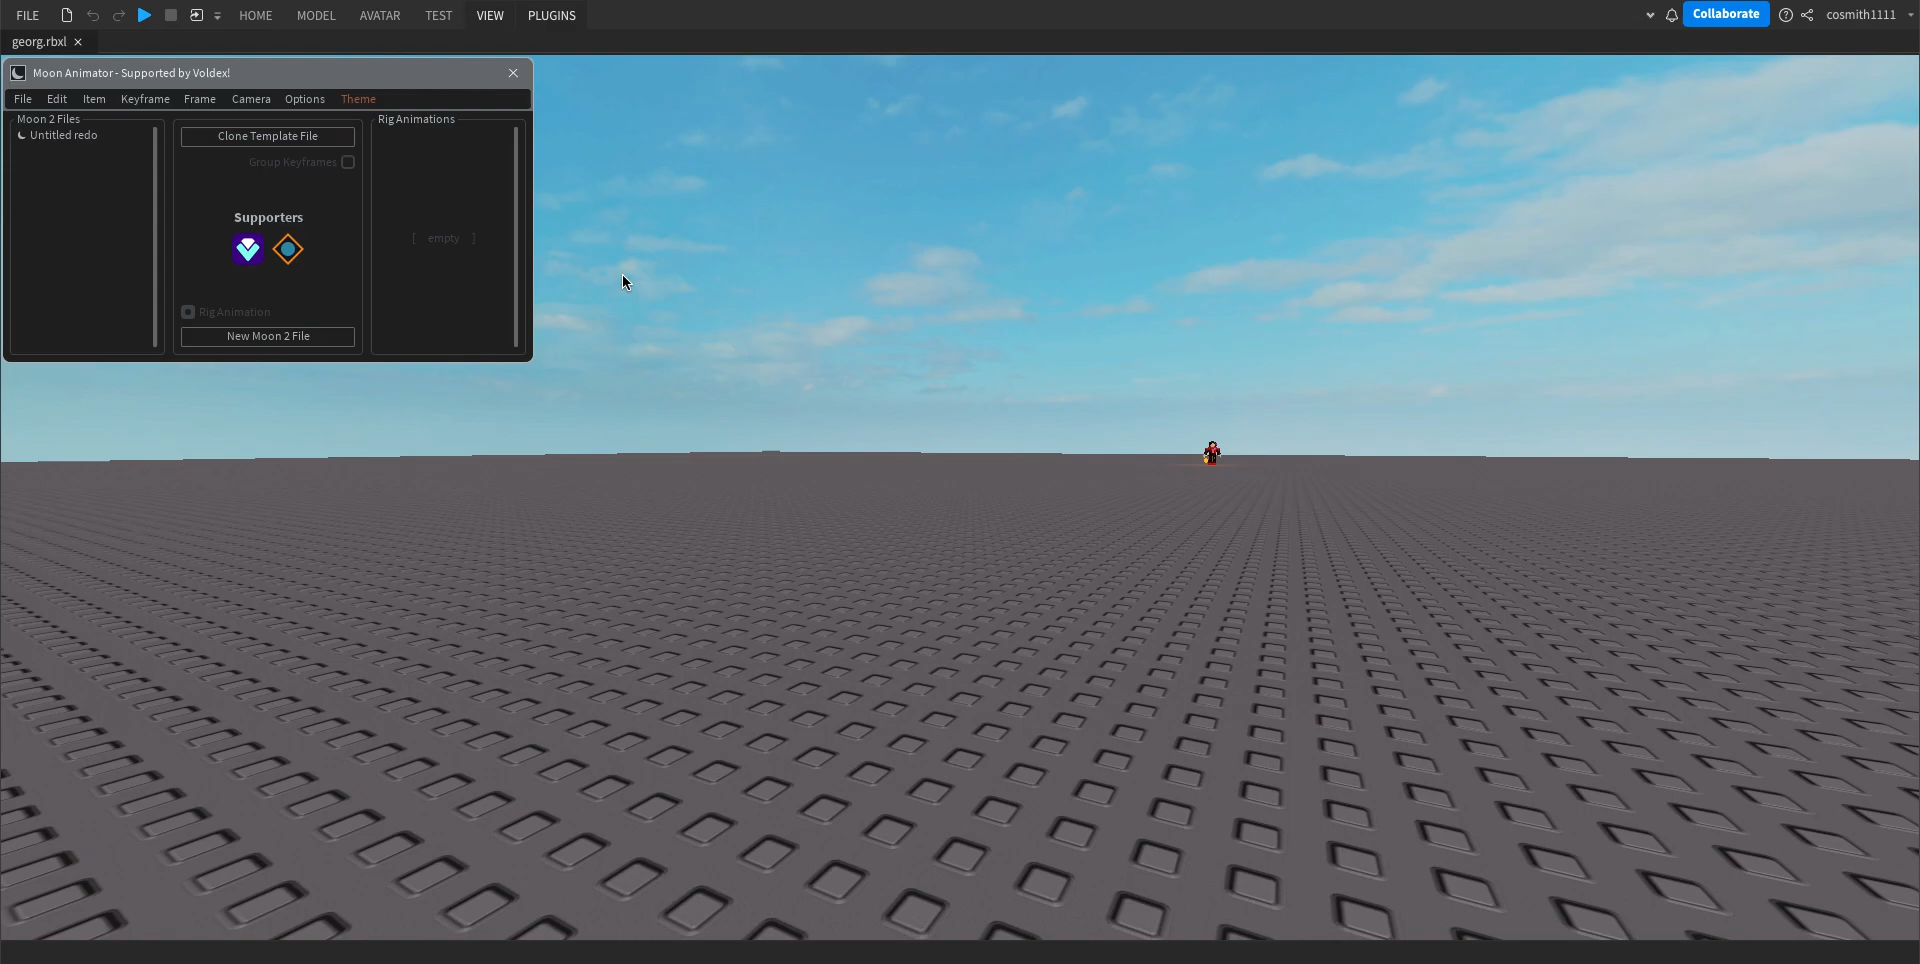 FILE HOME MODEL AVATAR TEST VIEW PLUGINS Collaborate cosmith1111
georg.rbxl
Moon Animator - Supported by Voldex!
File Edit Item Keyframe Frame Camera Options Theme
Moon 2 Files
Untitled redo
Clone Template File
Group Keyframes
Supporters
Rig Animation
New Moon 2 File
Rig Animations
[ empty ]